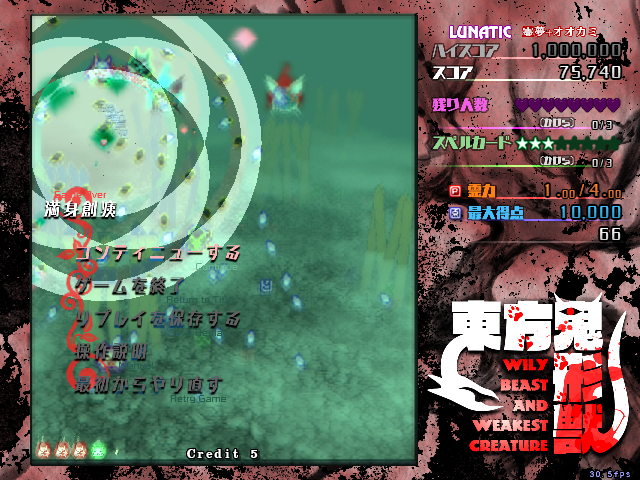 LUNATIC 霊夢+オオカミ
ハイスコア 1,000,000
スコア 75,740
残り人数
(かけら) 0/3
スペルカード
(かけら) 0/3
P 霊力 1.00/4.00
最大得点 10,000
66
満身創痍
コンティニューする
ゲームを終了
リプレイを保存する
操作説明
最初からやり直す
Retry Game
Credit 5
東方鬼形獣
WILY
BEAST
AND
WEAKEST
CREATURE
30.5fps